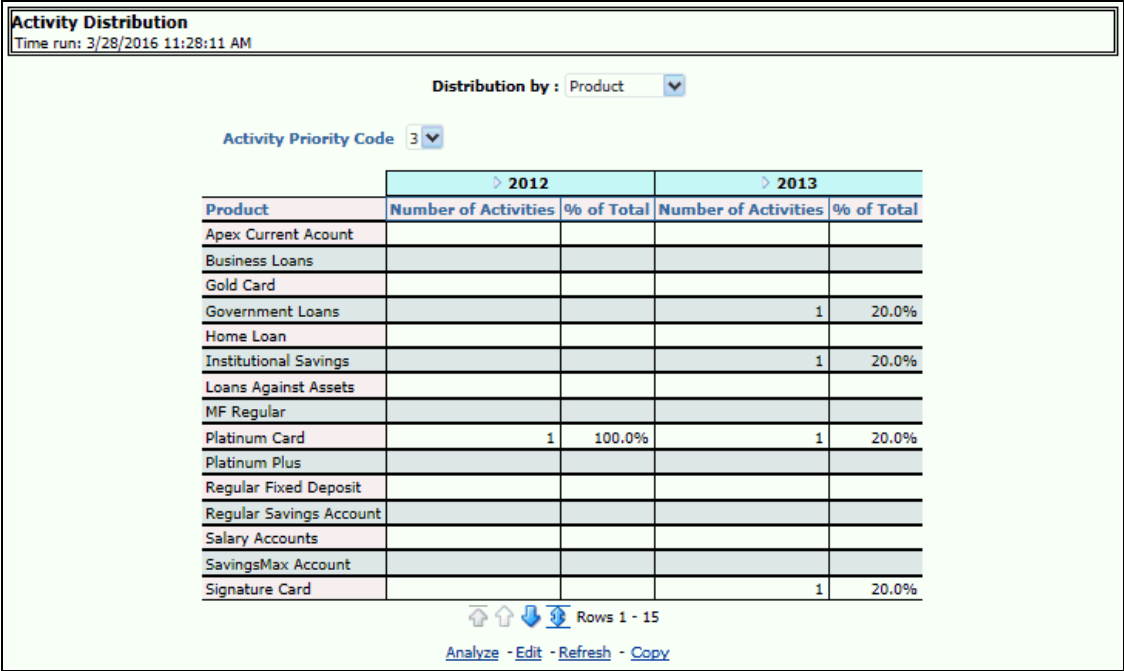 Activity Distribution
Time run: 3/28/2016 11:28:11 AM
Distribution by : Product
Activity Priority Code 3
2012 2013
Product Number of Activities % of Total Number of Activities % of Total
Apex Current Acount
Business Loans
Gold Card
Government Loans 1 20.0%
Home Loan
Institutional Savings 1 20.0%
Loans Against Assets
MF Regular
Platinum Card 1 100.0% 1 20.0%
Platinum Plus
Regular Fixed Deposit
Regular Savings Account
Salary Accounts
SavingsMax Account
Signature Card 1 20.0%
Rows 1 - 15
Analyze - Edit - Refresh - Copy